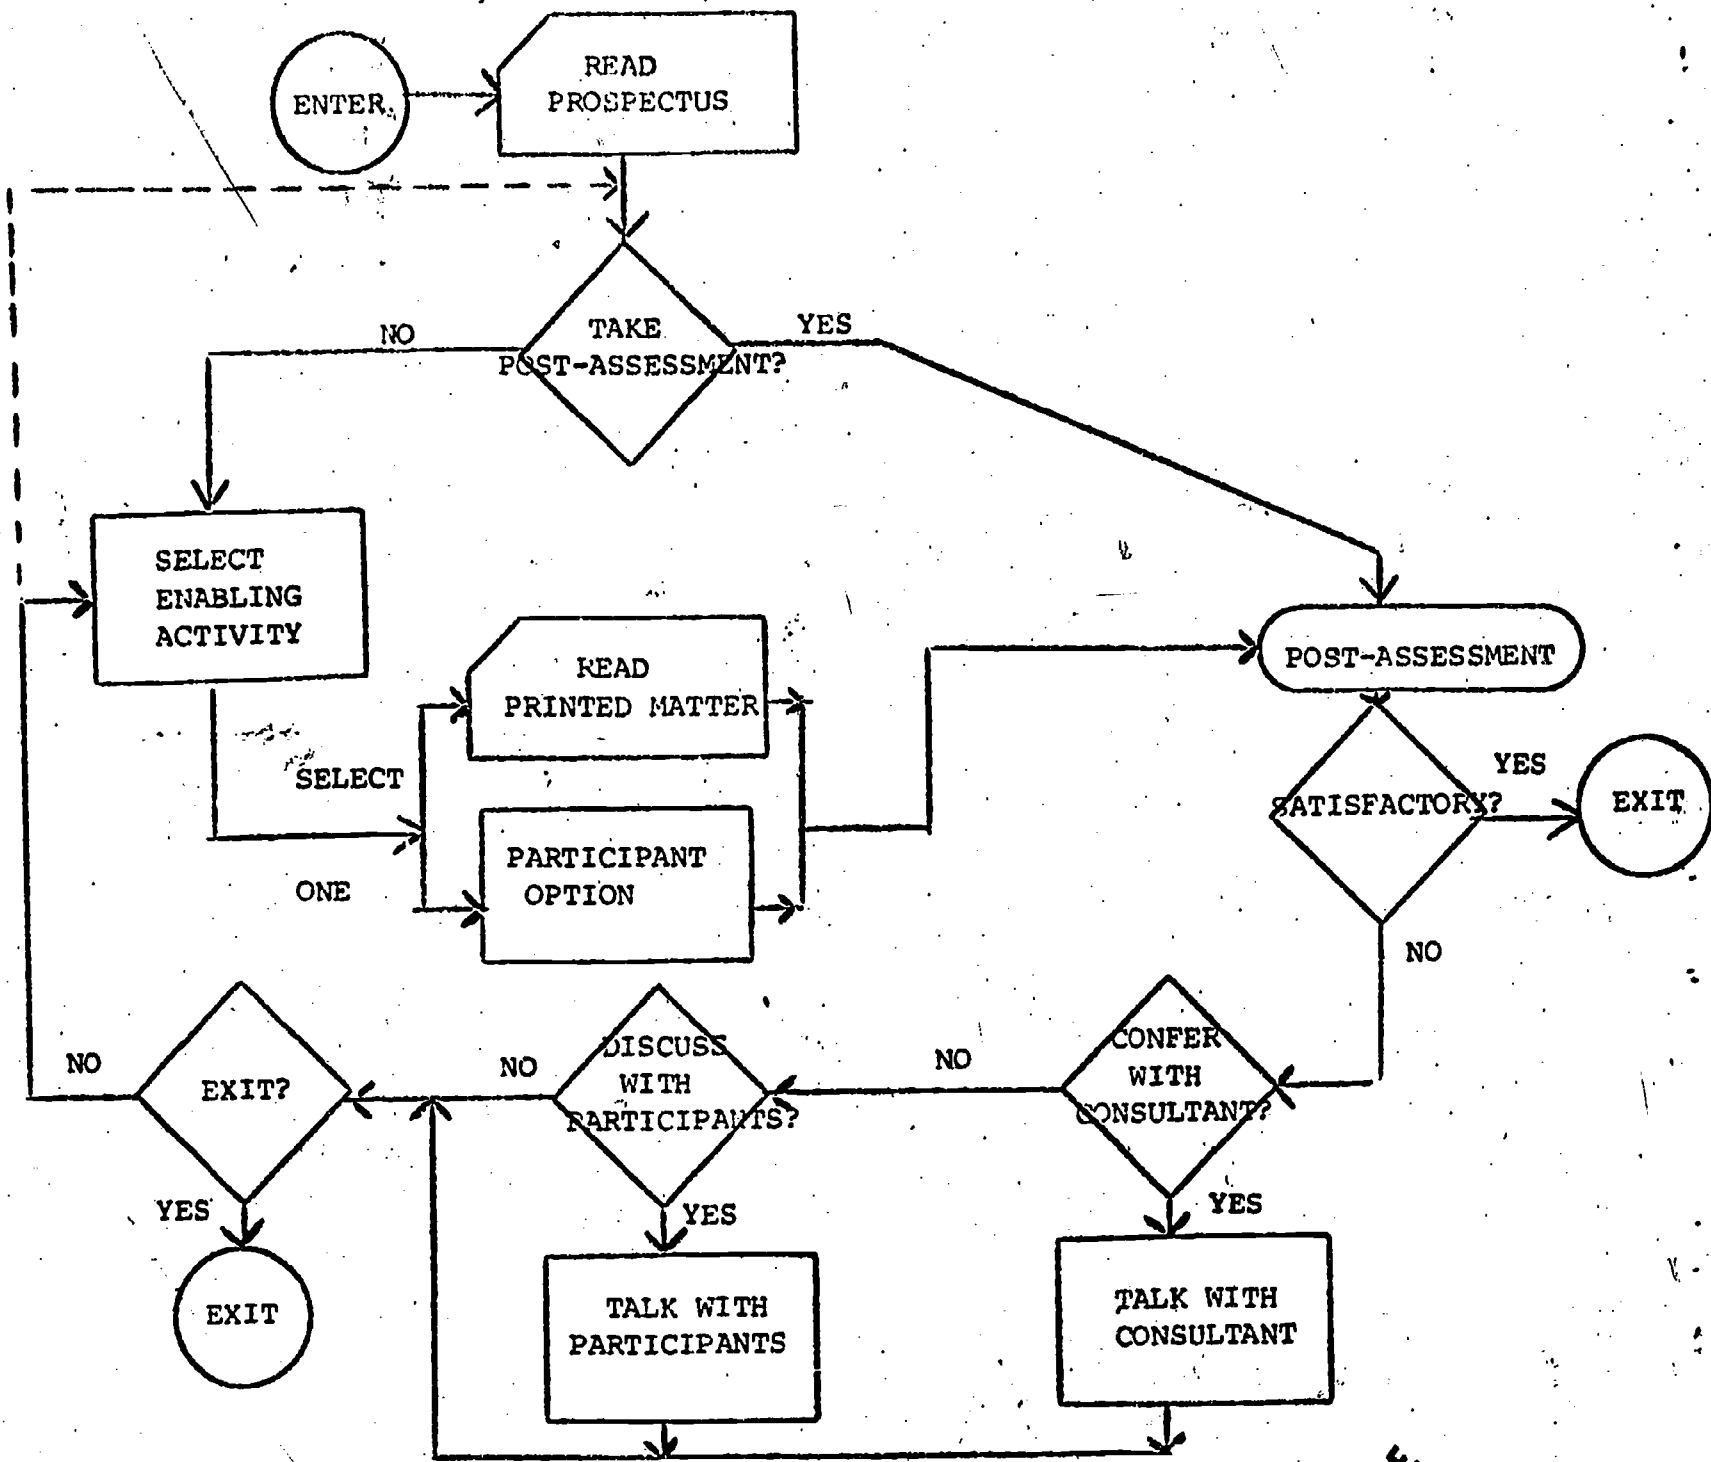 READ
PROSPECTUS
ENTER
NO
TAKE
POST-ASSESSMENT?
YES
SELECT
ENABLING
ACTIVITY
READ
PRINTED MATTER
SELECT
ONE
PARTICIPANT
OPTION
POST-ASSESSMENT
SATISFACTORY?
YES
EXIT
NO
CONFER
WITH
CONSULTANT?
NO
YES
TALK WITH
CONSULTANT
DISCUSS
WITH
PARTICIPANTS?
NO
YES
TALK WITH
PARTICIPANTS
EXIT?
NO
YES
EXIT